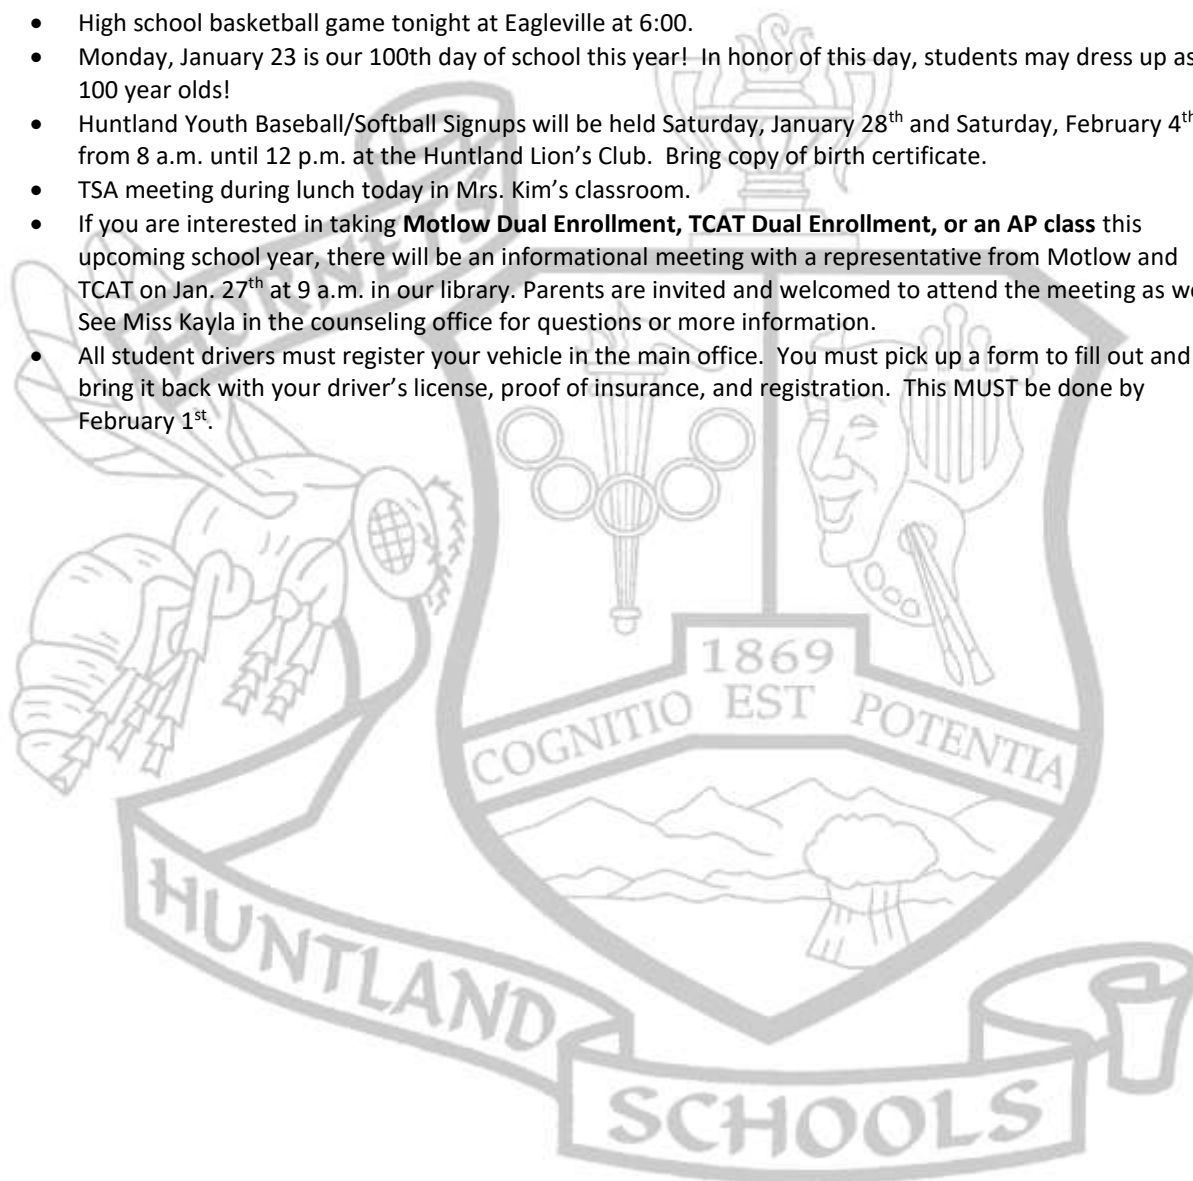 • High school basketball game tonight at Eagleville at 6:00.
• Monday, January 23 is our 100th day of school this year!  In honor of this day, students may dress up as
100 year olds!
• Huntland Youth Baseball/Softball Signups will be held Saturday, January 28th and Saturday, February 4th
from 8 a.m. until 12 p.m. at the Huntland Lion’s Club.  Bring copy of birth certificate.
• TSA meeting during lunch today in Mrs. Kim’s classroom.
• If you are interested in taking Motlow Dual Enrollment, TCAT Dual Enrollment, or an AP class this
upcoming school year, there will be an informational meeting with a representative from Motlow and
TCAT on Jan. 27th at 9 a.m. in our library. Parents are invited and welcomed to attend the meeting as
See Miss Kayla in the counseling office for questions or more information.
• All student drivers must register your vehicle in the main office.  You must pick up a form to fill out and
bring it back with your driver’s license, proof of insurance, and registration.  This MUST be done by
February 1st.
HORNETS
1869
COGNITIO EST POTENTIA
HUNTLAND
SCHOOLS